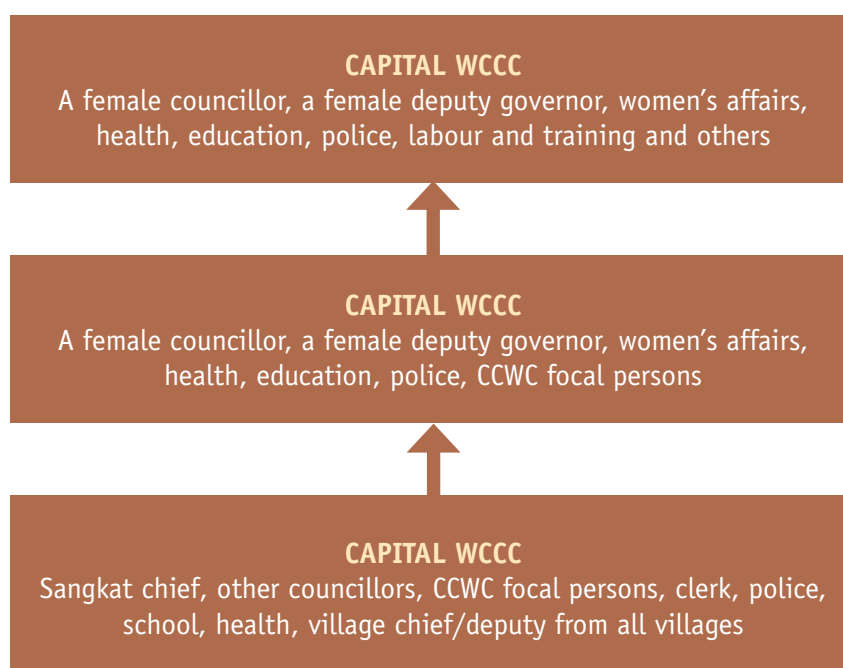 CAPITAL WCCC
A female councillor, a female deputy governor, women's affairs,
health, education, police, labour and training and others
CAPITAL WCCC
A female councillor, a female deputy governor, women's affairs,
health, education, police, CCWC focal persons
CAPITAL WCCC
Sangkat chief, other councillors, CCWC focal persons, clerk, police,
school, health, village chief/deputy from all villages